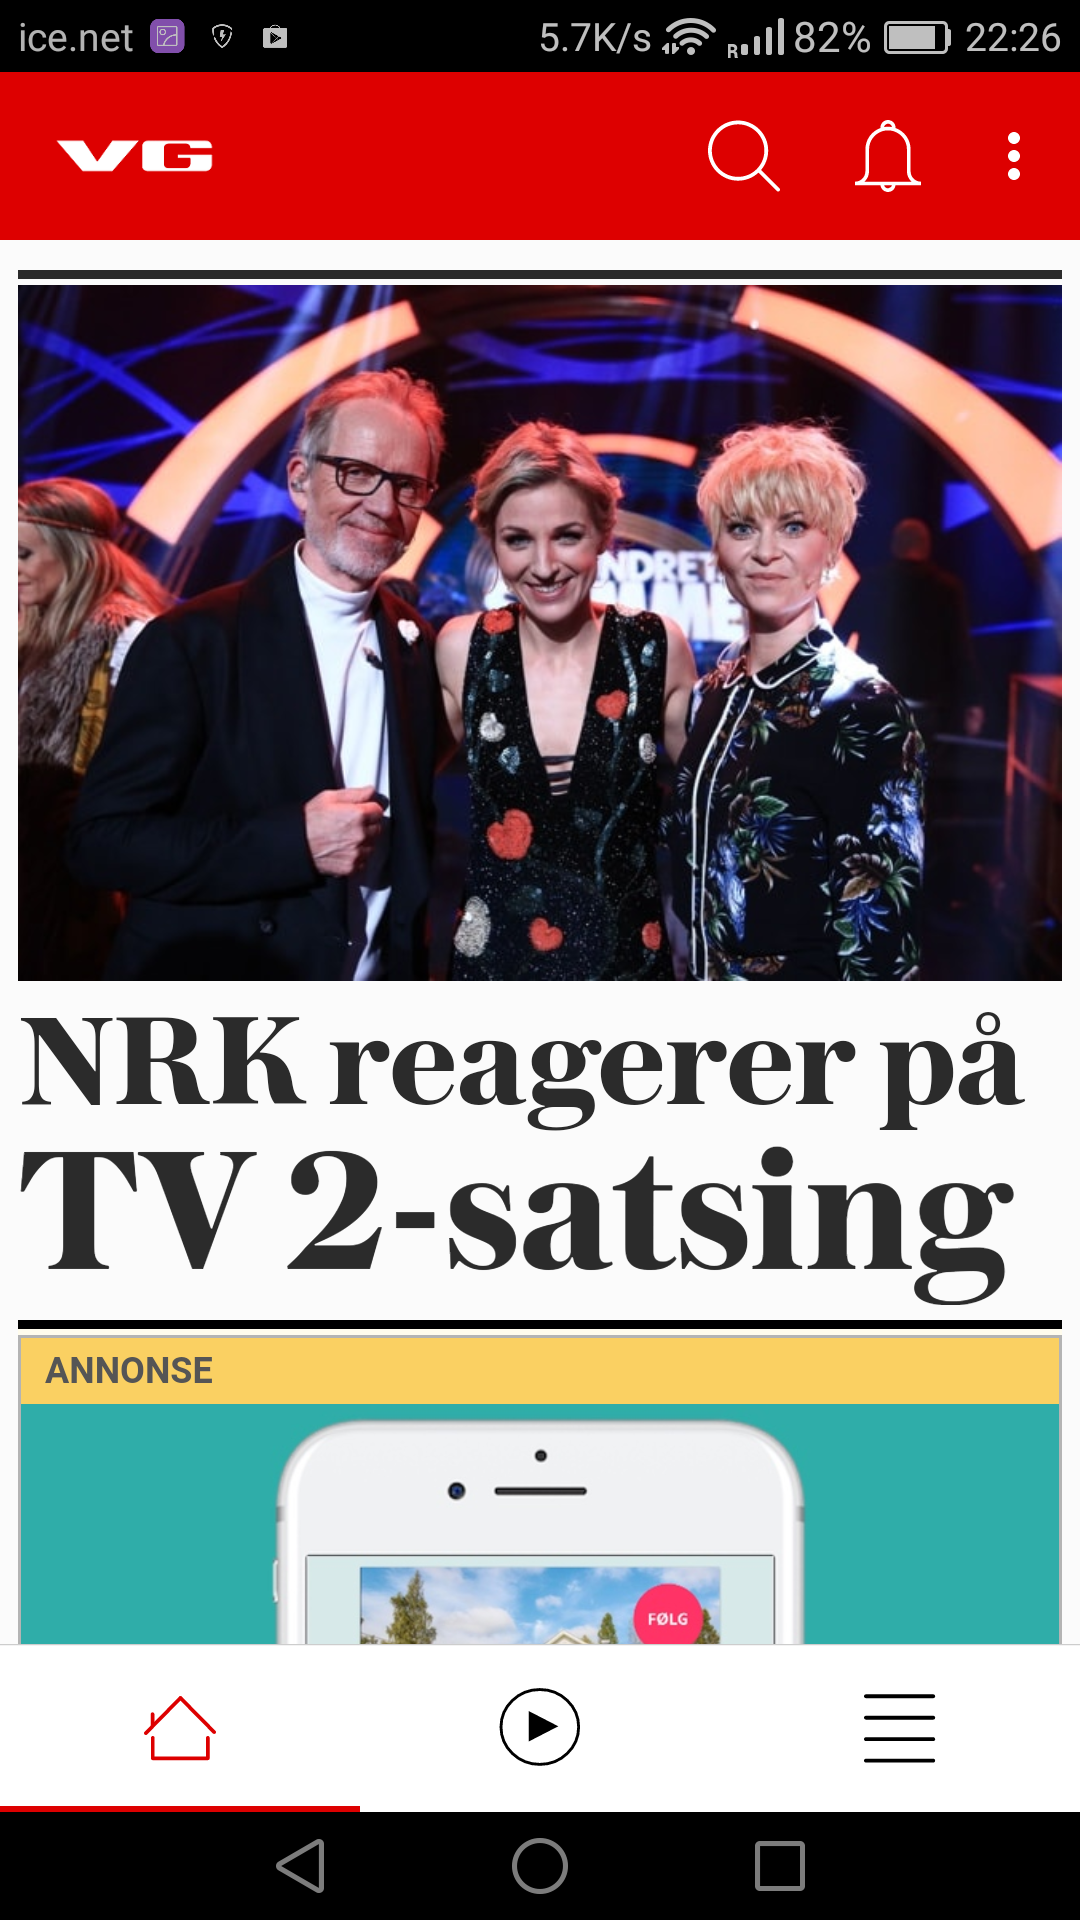 ice.net 5.7K/s R 82% 22:26
VG
NRK reagerer på
TV 2-satsing
ANNONSE
FØLG